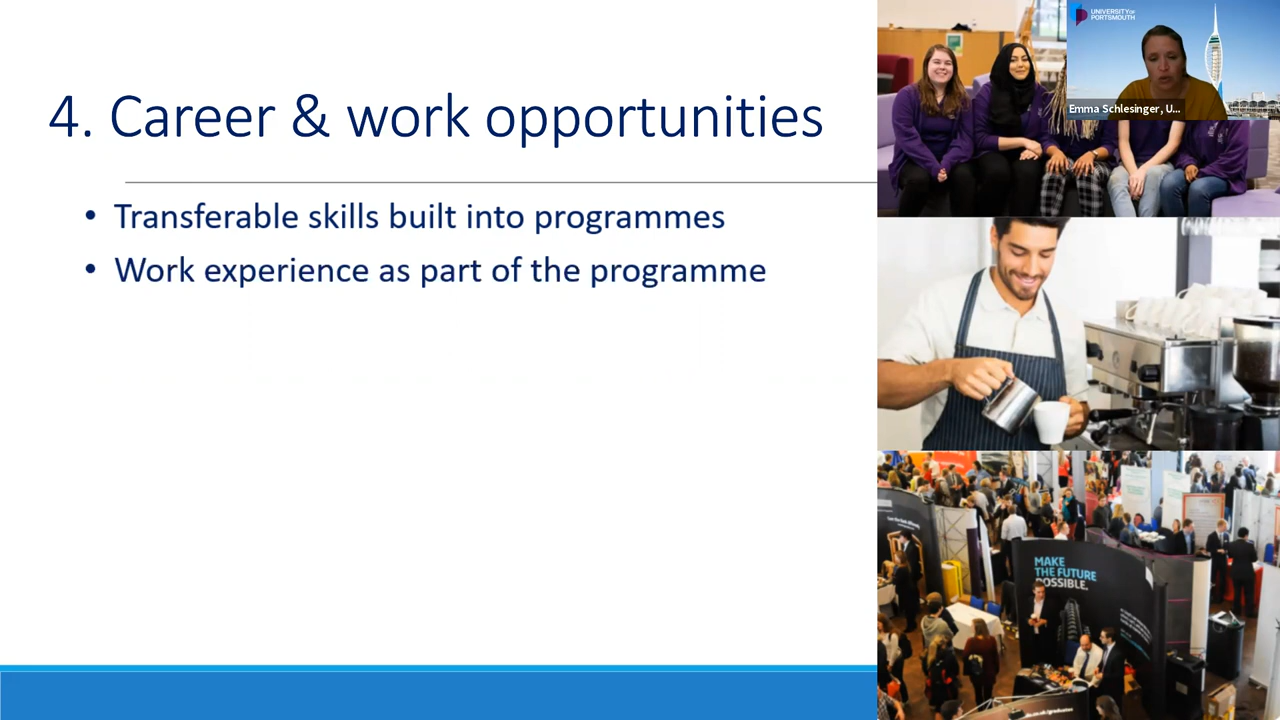 4. Career & work opportunities
• Transferable skills built into programmes
• Work experience as part of the programme
UNIVERSITY OF
PORTSMOUTH
Emma Schlesinger, U...
MAKE
THE FUTURE
POSSIBLE.